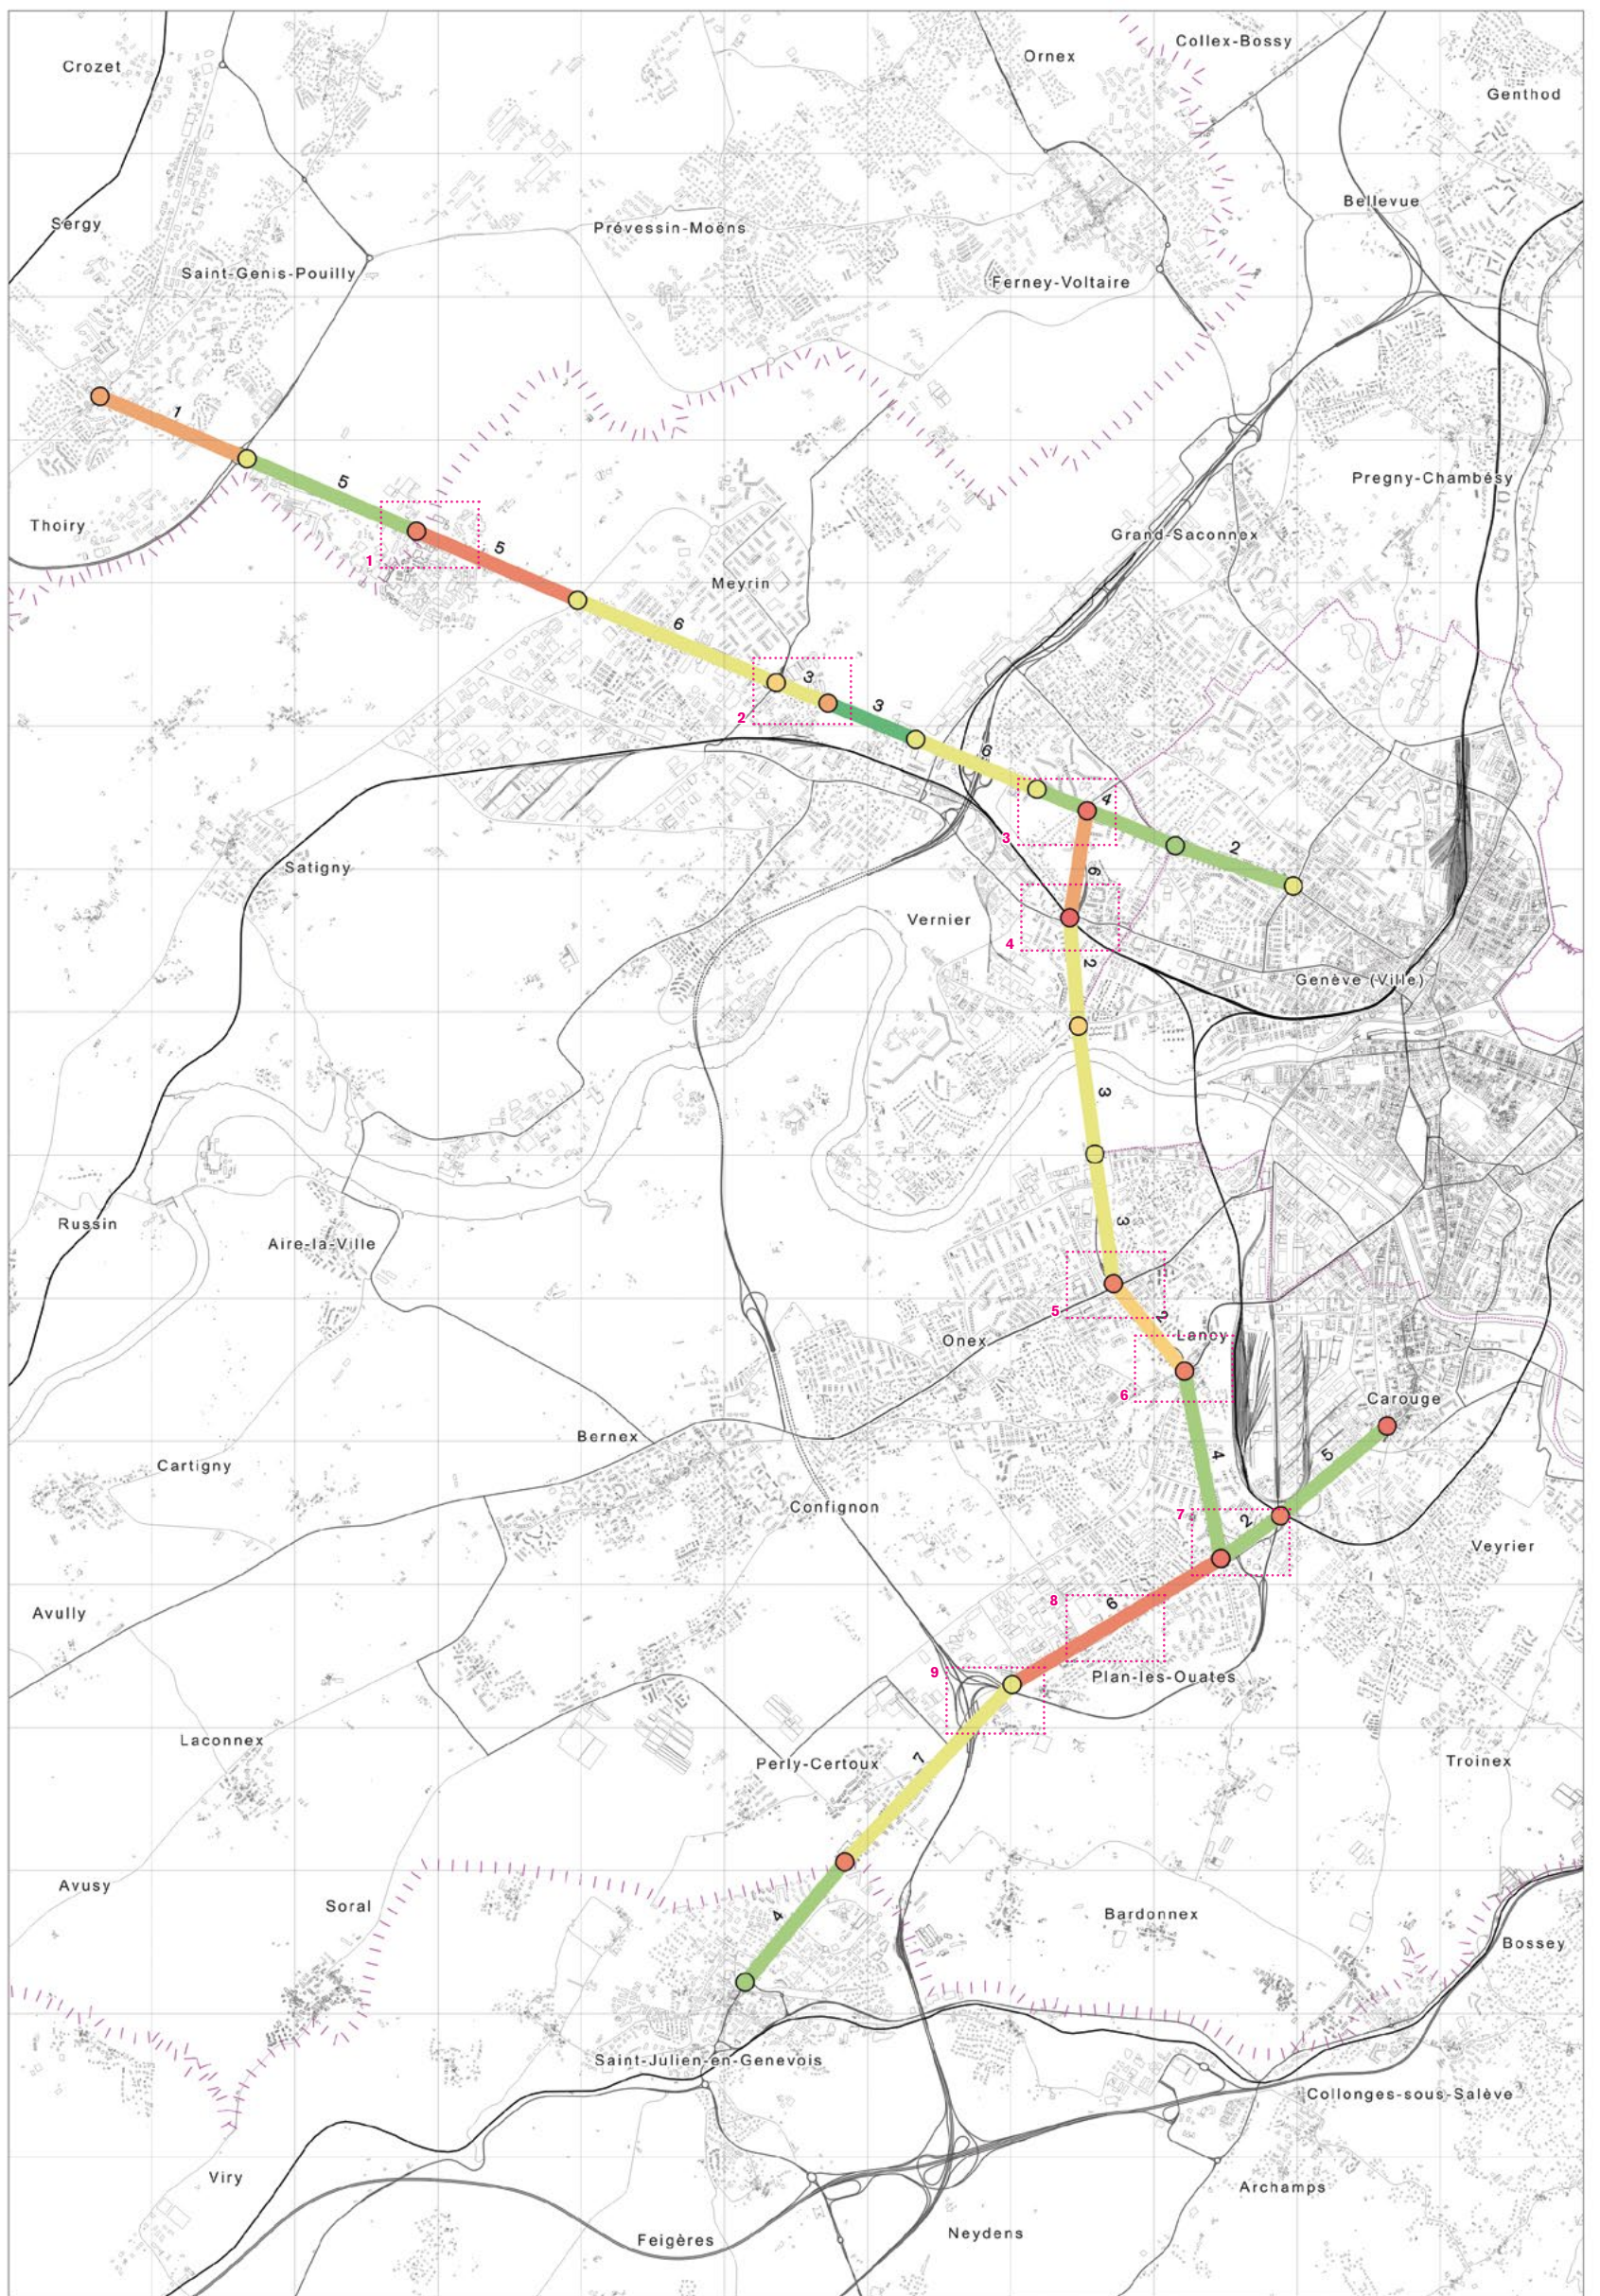 Collex-Bossy
Ornex
Crozet
Genthod
Bellevue
Sergy
Prévessin-Moëns
Saint-Genis-Pouilly
Ferney-Voltaire
1
Pregny-Chambésy
5
Thoiry
Grand-Saconnex
5
1
Meyrin
6
3
3
2
6
4
3
2
Satigny
6
Vernier
4
2
Genève (Ville)
3
3
Russin
Aire-la-Ville
5
2
Lancy
Onex
6
Carouge
Bernex
4
5
Cartigny
Confignon
7
2
Veyrier
8
6
Avully
9
Plan-les-Ouates
Laconnex
7
Perly-Certoux
Troinex
Avusy
Soral
4
Bardonnex
Bossey
Saint-Julien-en-Genevois
Collonges-sous-Salève
Viry
Archamps
Neydens
Feigères